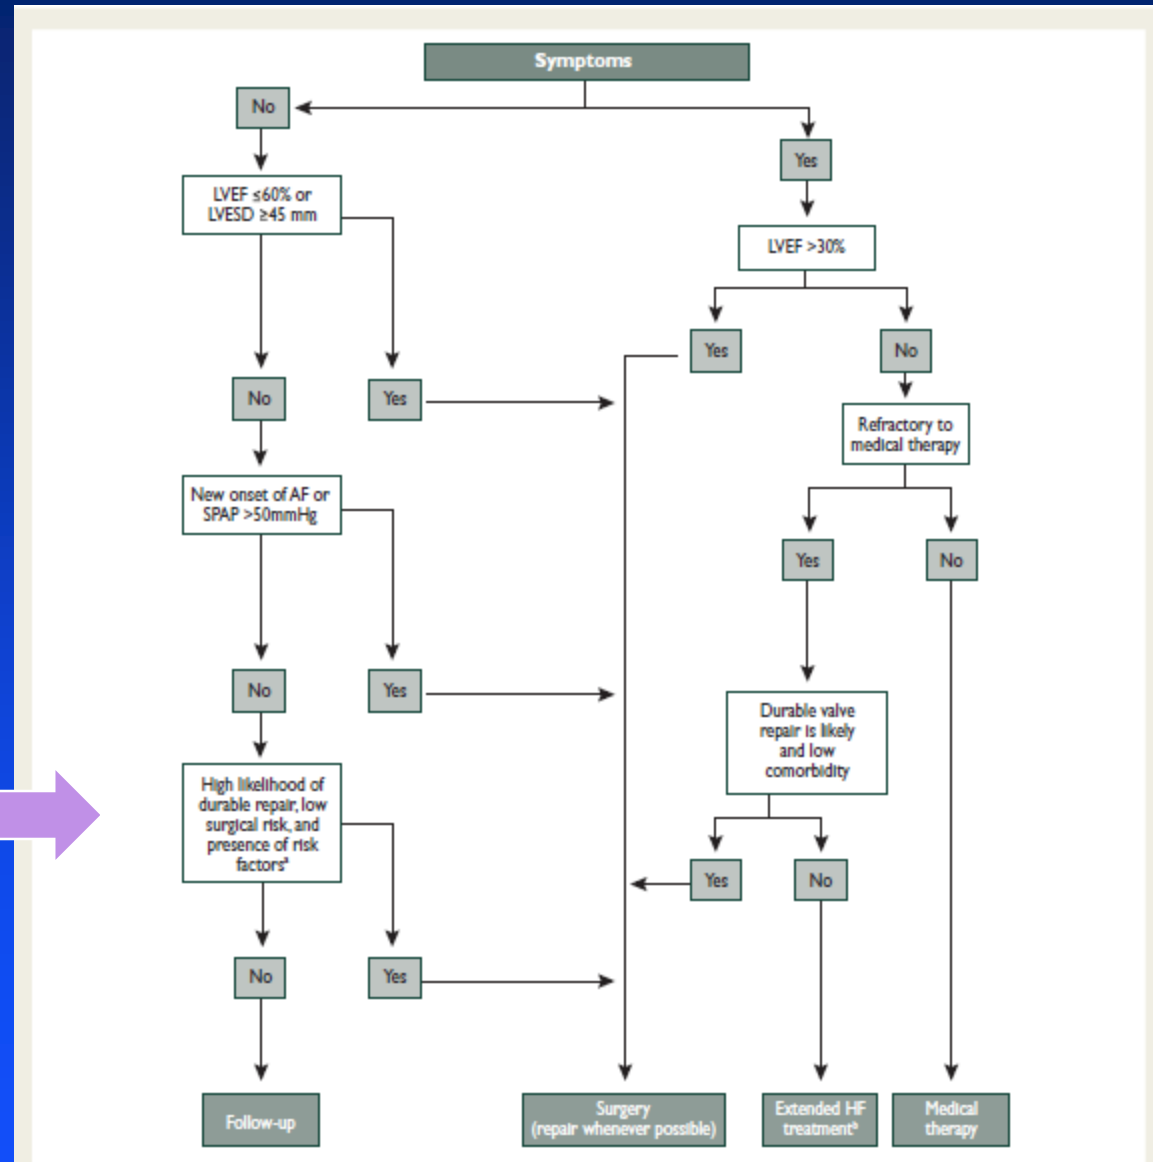 Symptoms
No
Yes
LVEF ≤60% or
LVESD ≥45 mm
LVEF >30%
Yes
No
No
Yes
Refractory to
medical therapy
New onset of AF or
SPAP >50mmHg
Yes
No
No
Yes
Durable valve
repair is likely
and low
comorbidity
High likelihood of
durable repair, low
surgical risk, and
presence of risk
factorsª
Yes
No
No
Yes
Follow-up
Surgery
(repair whenever possible)
Extended HF
treatmentᵇ
Medical
therapy